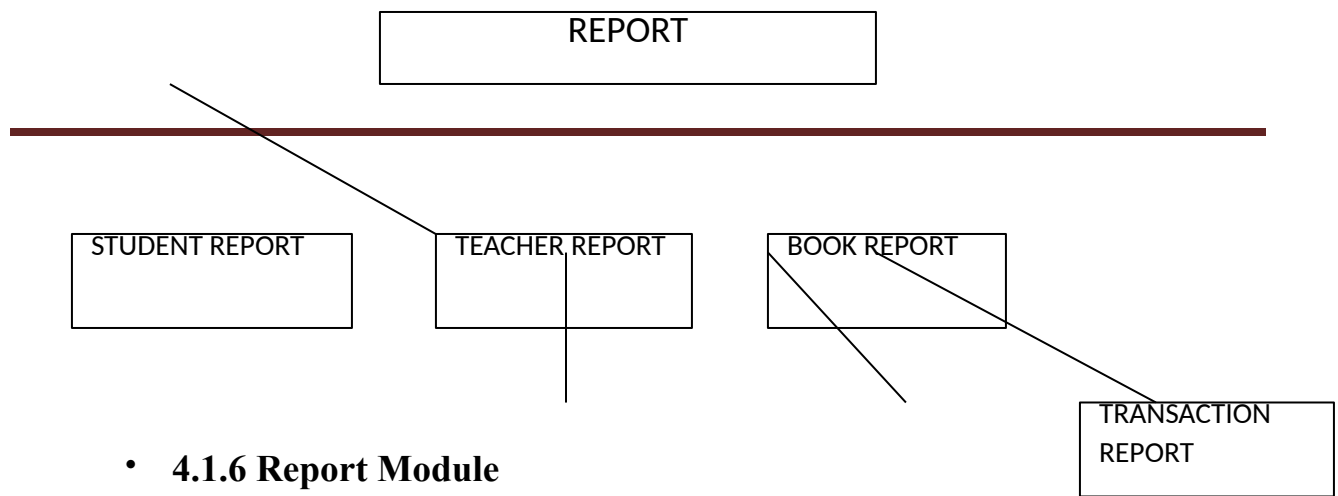 REPORT
STUDENT REPORT
TEACHER REPORT
BOOK REPORT
TRANSACTION
REPORT
• 4.1.6 Report Module